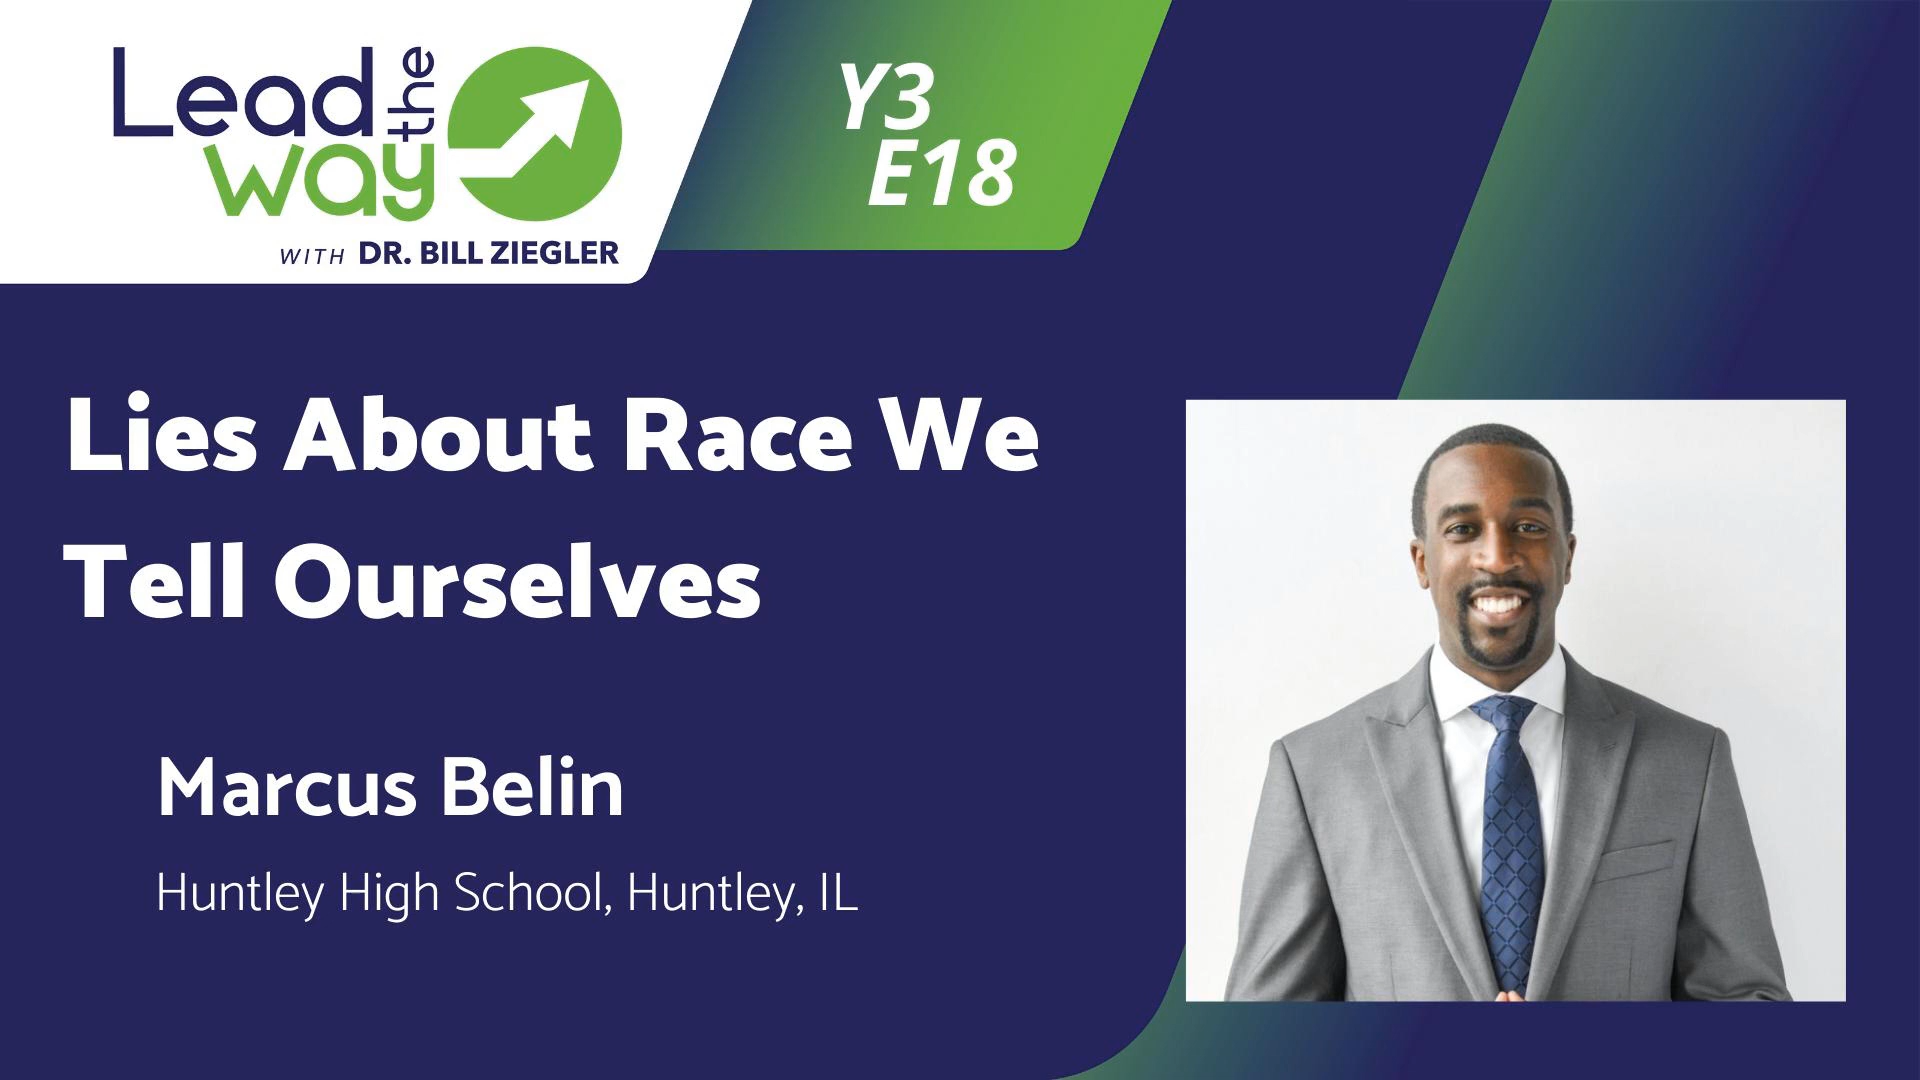 Lead the
way
WITH DR. BILL ZIEGLER
Y3
E18
Lies About Race We
Tell Ourselves
Marcus Belin
Huntley High School, Huntley, IL